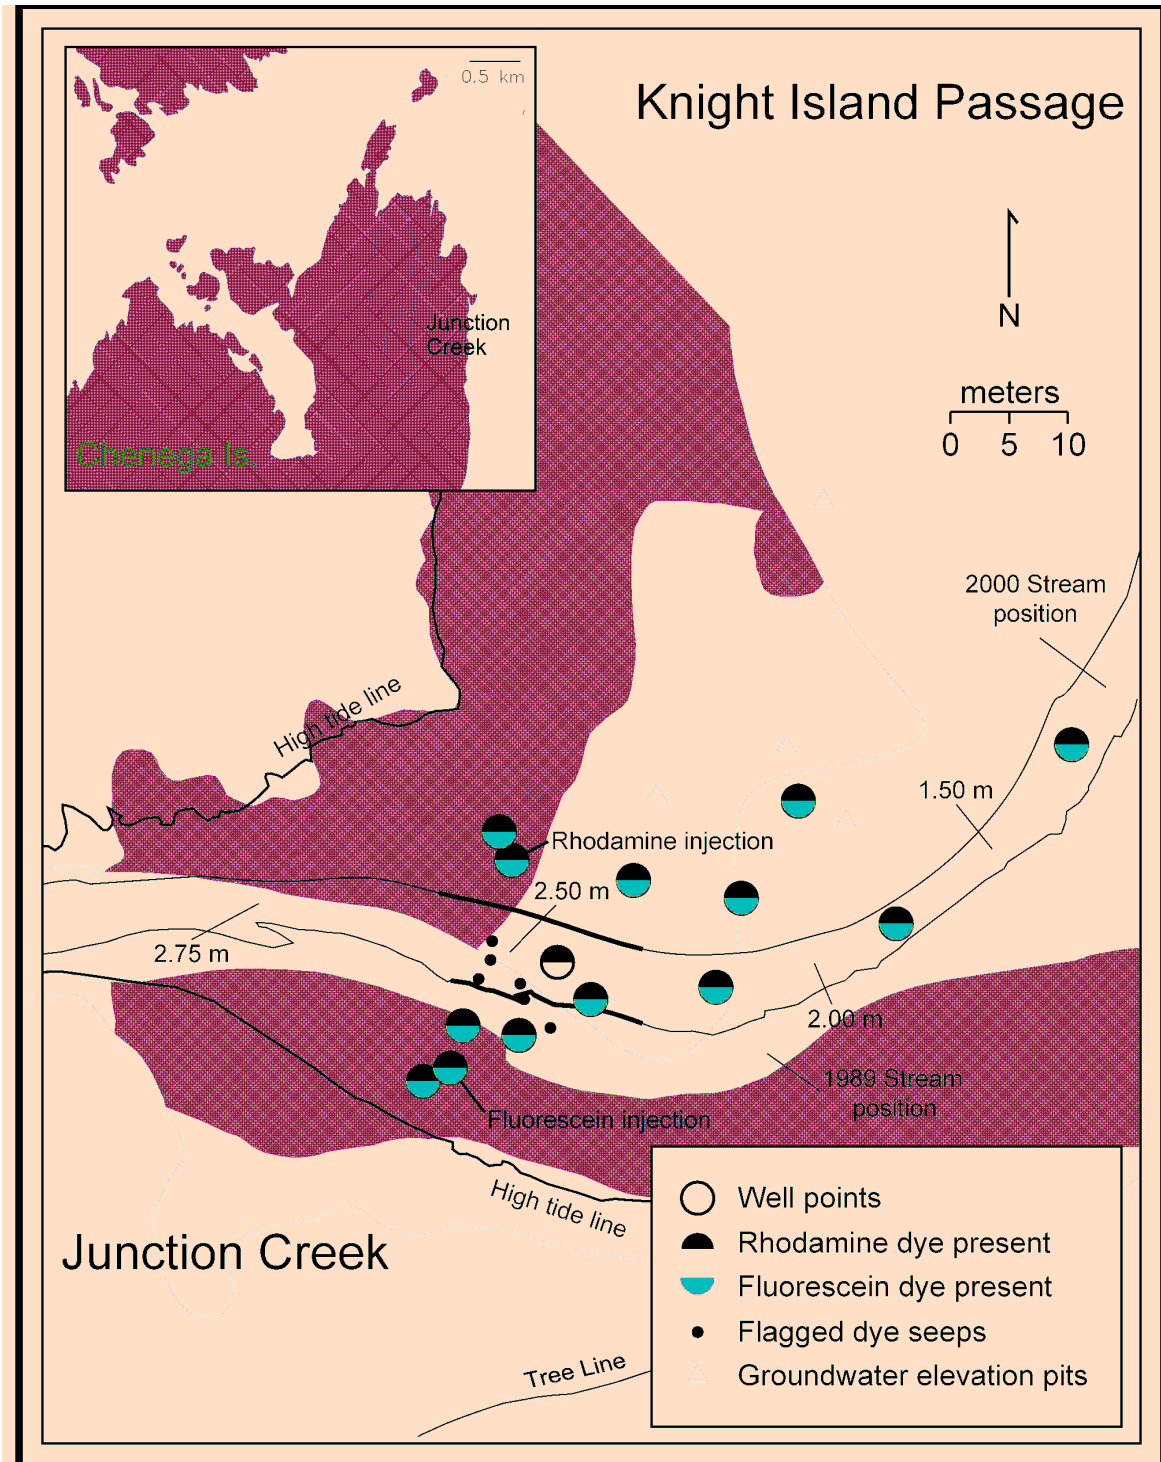 0.5 km
Knight Island Passage
Junction
Creek
Chenega Is.
N
meters
0 5 10
2000 Stream
position
High tide line
1.50 m
Rhodamine injection
2.50 m
2.75 m
2.00 m
1989 Stream
position
Fluorescein injection
High tide line
Junction Creek
Tree Line
Well points
Rhodamine dye present
Fluorescein dye present
Flagged dye seeps
Groundwater elevation pits